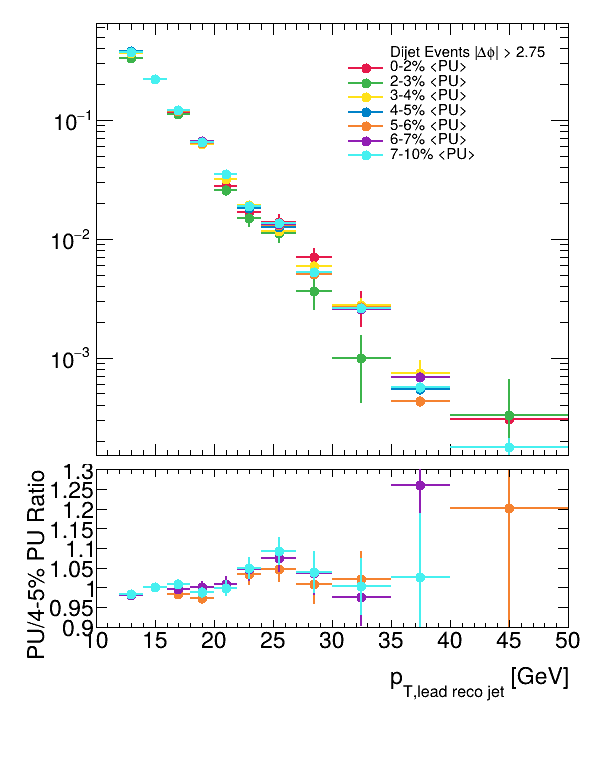 Dijet Events |Δϕ| > 2.75
0-2% <PU>
2-3% <PU>
3-4% <PU>
4-5% <PU>
5-6% <PU>
6-7% <PU>
7-10% <PU>
10⁻¹
10⁻²
10⁻³
PU/4-5% PU Ratio
1.3
1.25
1.2
1.15
1.1
1.05
1
0.95
0.9
10 15 20 25 30 35 40 45 50
p_T,lead reco jet [GeV]